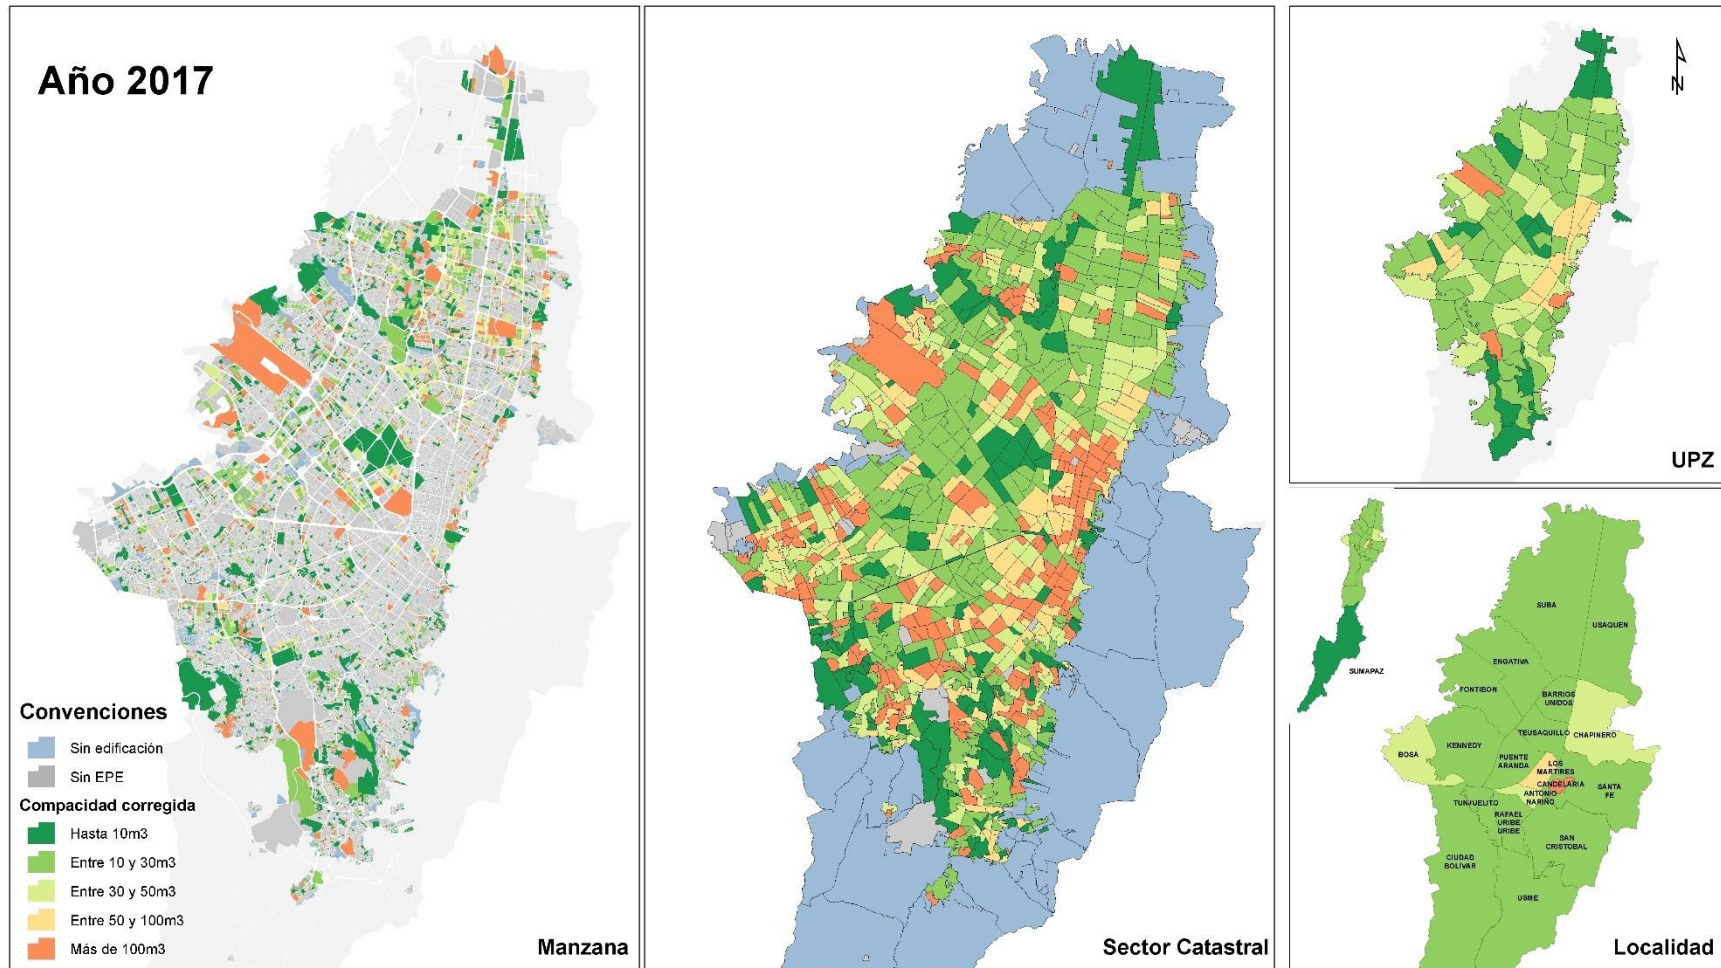 Año 2017
Convenciones
Sin edificación
Sin EPE
Compacidad corregida
Hasta 10m3
Entre 10 y 30m3
Entre 30 y 50m3
Entre 50 y 100m3
Más de 100m3
Manzana
Sector Catastral
N
UPZ
SUMAPAZ
SUBA
USAQUEN
ENGATIVA
FONTIBON
BARRIOS
UNIDOS
TEUSAQUILLO
CHAPINERO
BOSA
KENNEDY
PUENTE
ARANDA
LOS
MARTIRES
CANDELARIA
SANTA
FE
ANTONIO
NARIÑO
TUNJUELITO
RAFAEL
URIBE
URIBE
SAN
CRISTOBAL
CIUDAD
BOLIVAR
USME
Localidad